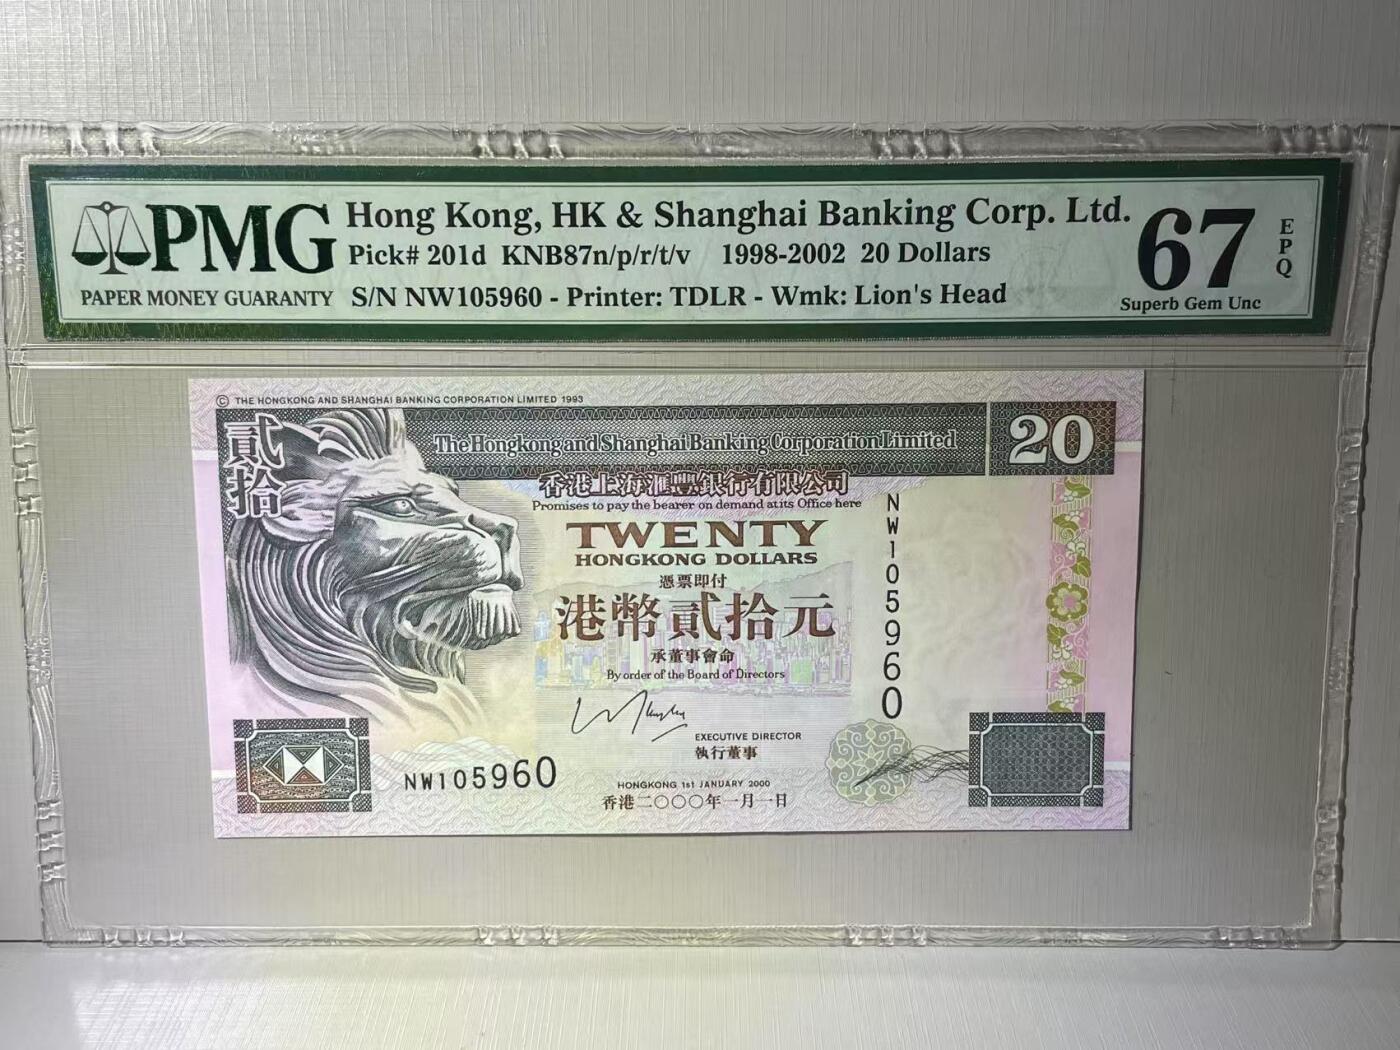 PMG
PAPER MONEY GUARANTY
Hong Kong, HK & Shanghai Banking Corp. Ltd.
Pick# 201d KNB87n/p/r/t/v 1998-2002 20 Dollars
S/N NW105960 - Printer: TDLR - Wmk: Lion's Head
67
EPQ
Superb Gem Unc
© THE HONGKONG AND SHANGHAI BANKING CORPORATION LIMITED 1993
貳拾
The Hongkong and Shanghai Banking Corporation Limited
20
香港上海滙豐銀行有限公司
Promises to pay the bearer on demand at its Office here
TWENTY
HONGKONG DOLLARS
憑票即付
港幣貳拾元
承董事會命
By order of the Board of Directors
NW105960
EXECUTIVE DIRECTOR
執行董事
NW105960
HONGKONG 1st JANUARY 2000
香港二〇〇〇年一月一日